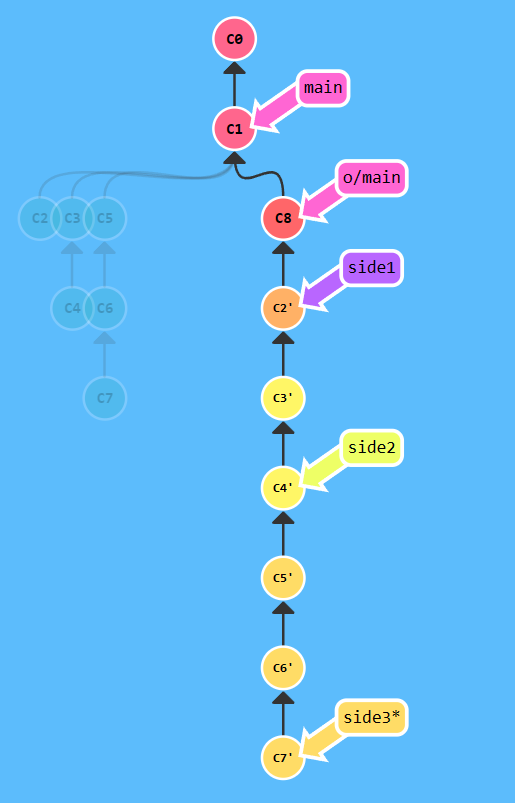 C0
main
C1
o/main
C2
C3
C5
C8
side1
C4
C6
C2'
C7
C3'
side2
C4'
C5'
C6'
side3*
C7'